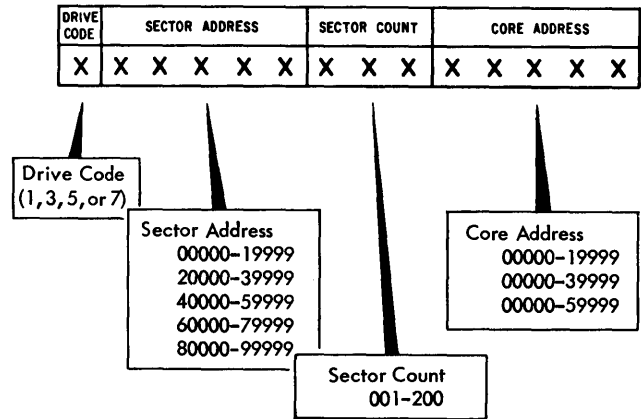 DRIVE CODE SECTOR ADDRESS SECTOR COUNT CORE ADDRESS
X X X X X X X X X X X X X X
Drive Code
(1,3,5,or 7)
Sector Address
00000-19999
20000-39999
40000-59999
60000-79999
80000-99999
Sector Count
001-200
Core Address
00000-19999
00000-39999
00000-59999